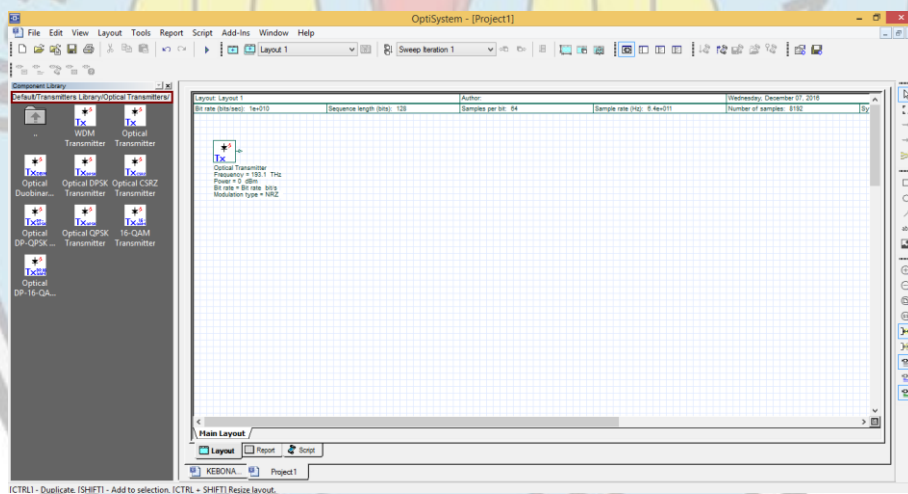 OptiSystem - [Project1]
File Edit View Layout Tools Report Script Add-Ins Window Help
Layout 1
Sweep Iteration 1
Component Library
Default/Transmitters Library/Optical Transmitters/
..
WDM Transmitter
Optical Transmitter
Optical Duobinar...
Optical DPSK Transmitter
Optical CSRZ Transmitter
Optical DP-QPSK ...
Optical QPSK Transmitter
16-QAM Transmitter
Optical DP-16-QA...
Layout: Layout 1
Author:
Wednesday, December 07, 2016
Bit rate (bits/sec): 1e+010
Sequence length (bits): 128
Samples per bit: 64
Sample rate (Hz): 6.4e+011
Number of samples: 8192
Sy
Tx
Optical Transmitter
Frequency = 193.1 THz
Power = 0 dBm
Bit rate = Bit rate bit/s
Modulation type = NRZ
Main Layout
Layout
Report
Script
KEBONA...
Project1
[CTRL] - Duplicate. [SHIFT] - Add to selection. [CTRL + SHIFT] Resize layout.